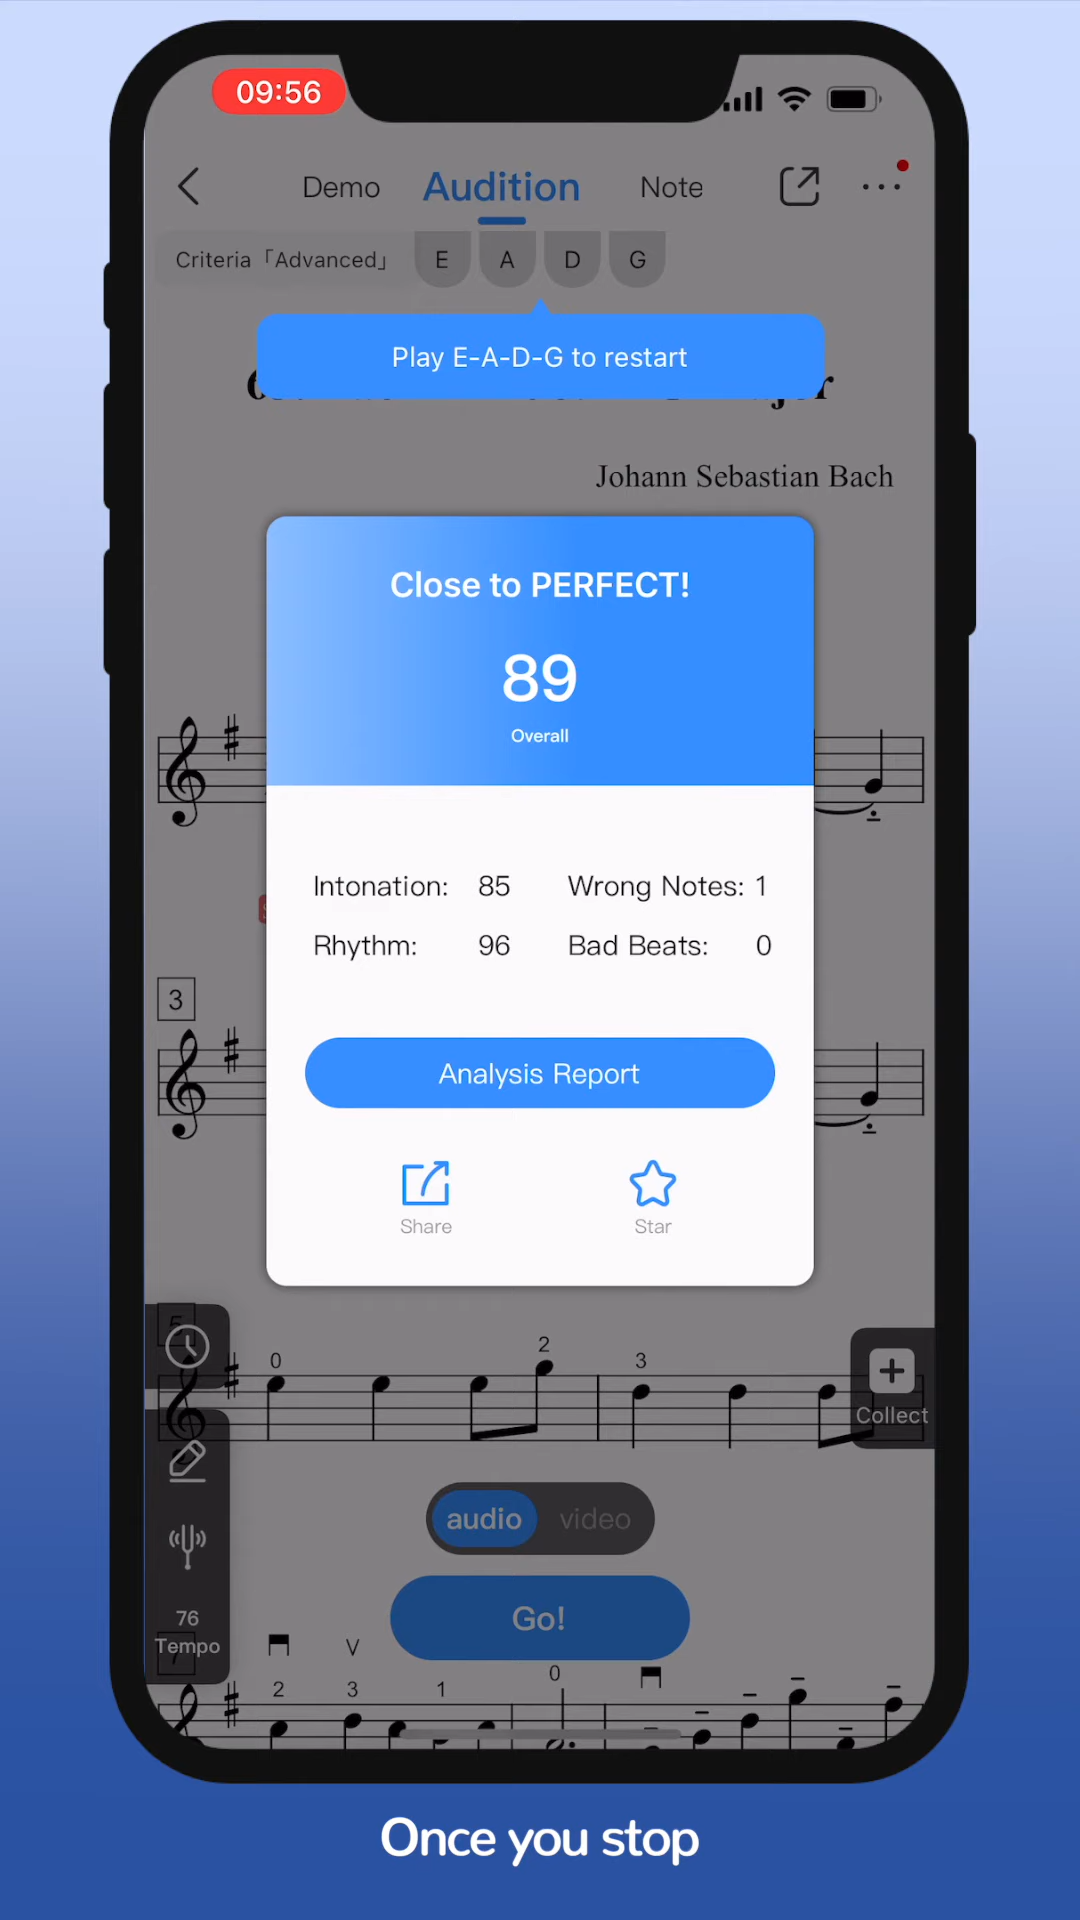 09:56
Demo Audition Note
Criteria「Advanced」 E A D G
Play E-A-D-G to restart
Johann Sebastian Bach
Close to PERFECT!
89
Overall
Intonation: 85 Wrong Notes: 1
Rhythm: 96 Bad Beats: 0
3
Analysis Report
Share Star
5
0 2 3
Collect
audio video
Go!
76
Tempo
7
V
0
2 3 1
Once you stop